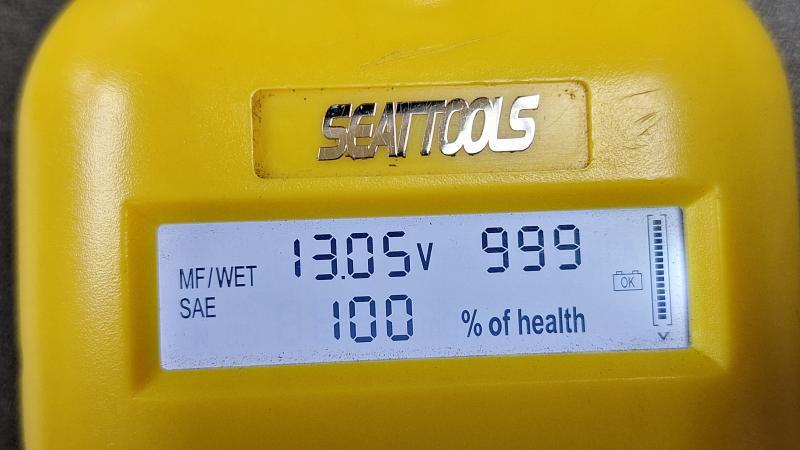 SEATTOOLS
MF/WET 13.05V 999
OK
SAE 100 % of health
V